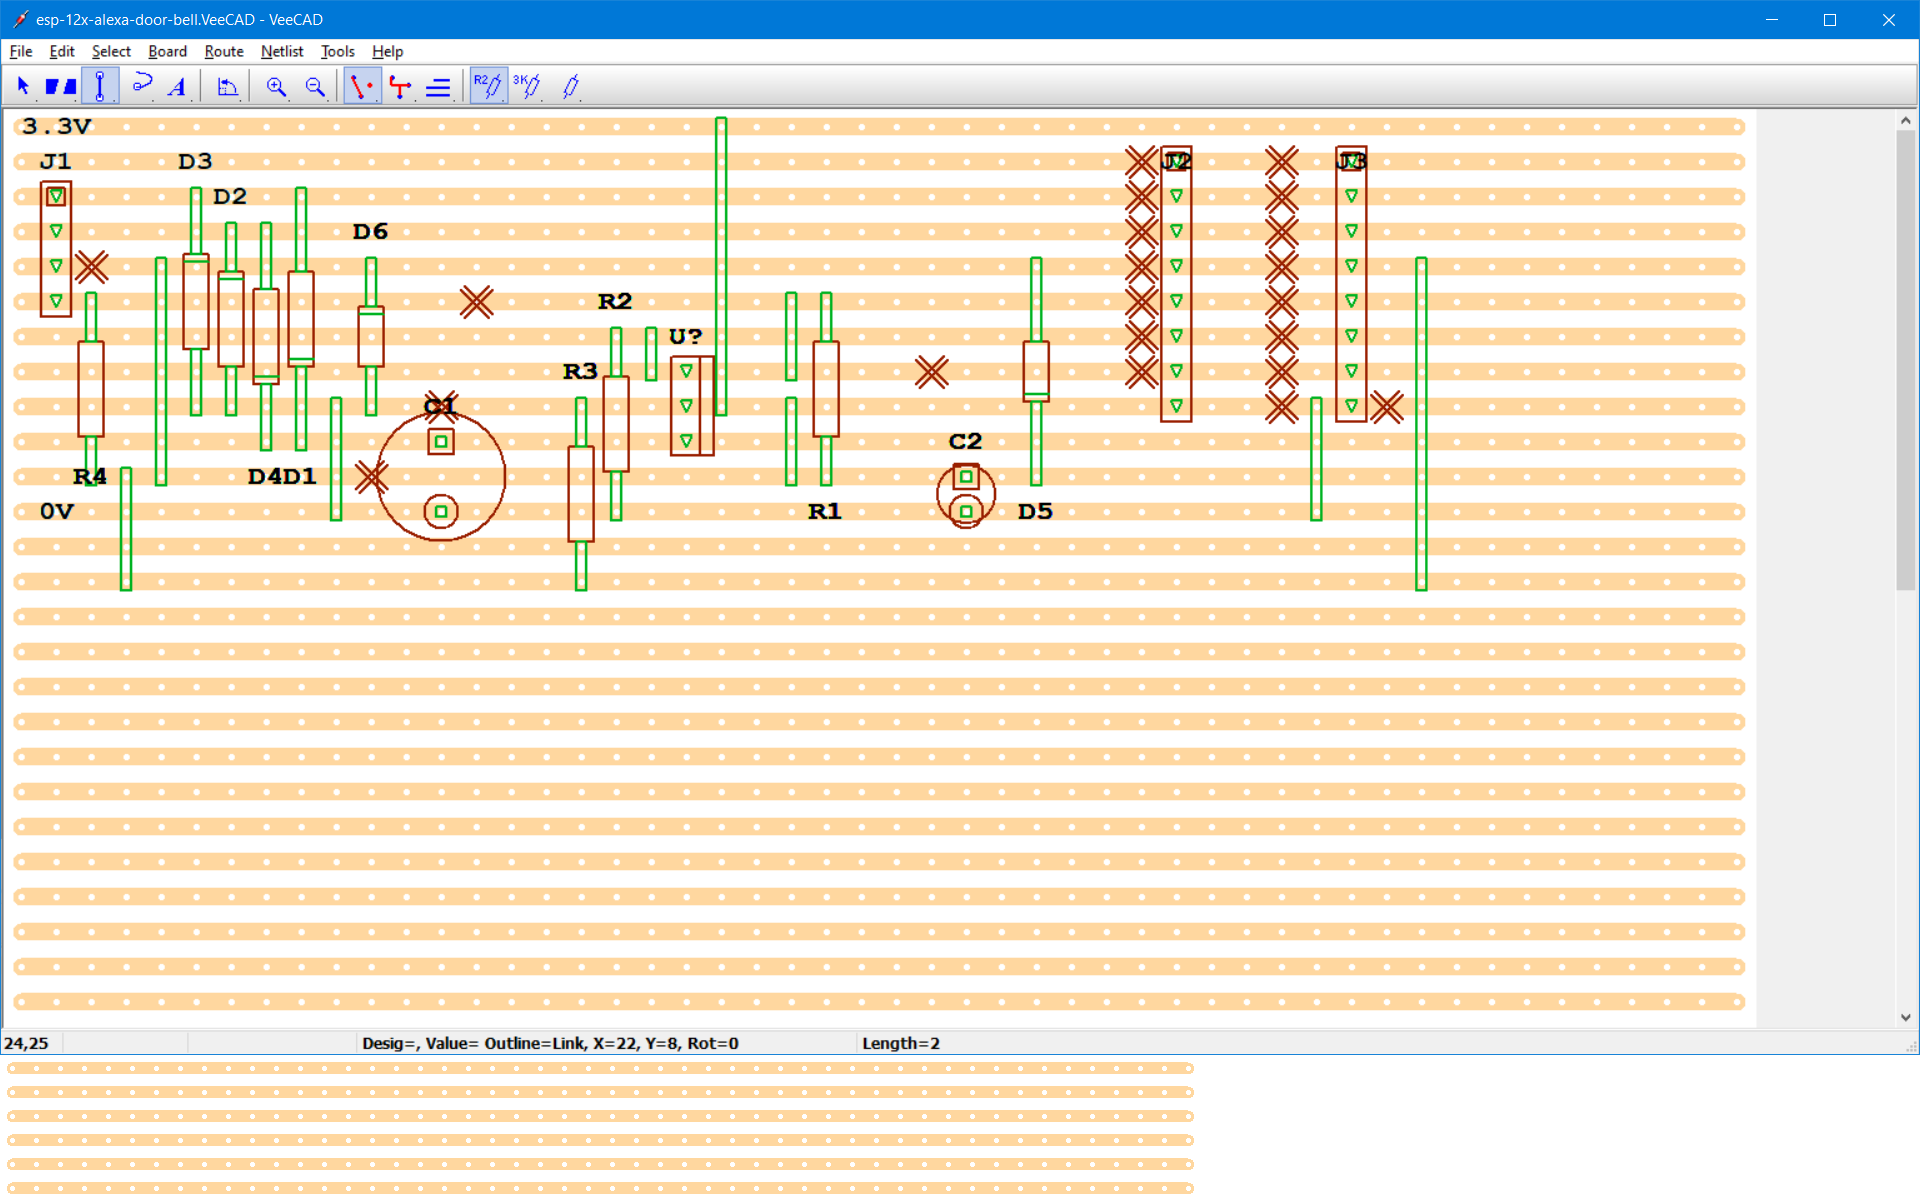 esp-12x-alexa-door-bell.VeeCAD - VeeCAD
File Edit Select Board Route Netlist Tools Help
A R2 3K
3.3V
J1 D3 J2 J3
D2
D6
R2
U?
R3
C1
C2
R4 D4 D1
0V R1 D5
24,25 Desig=, Value= Outline=Link, X=22, Y=8, Rot=0 Length=2